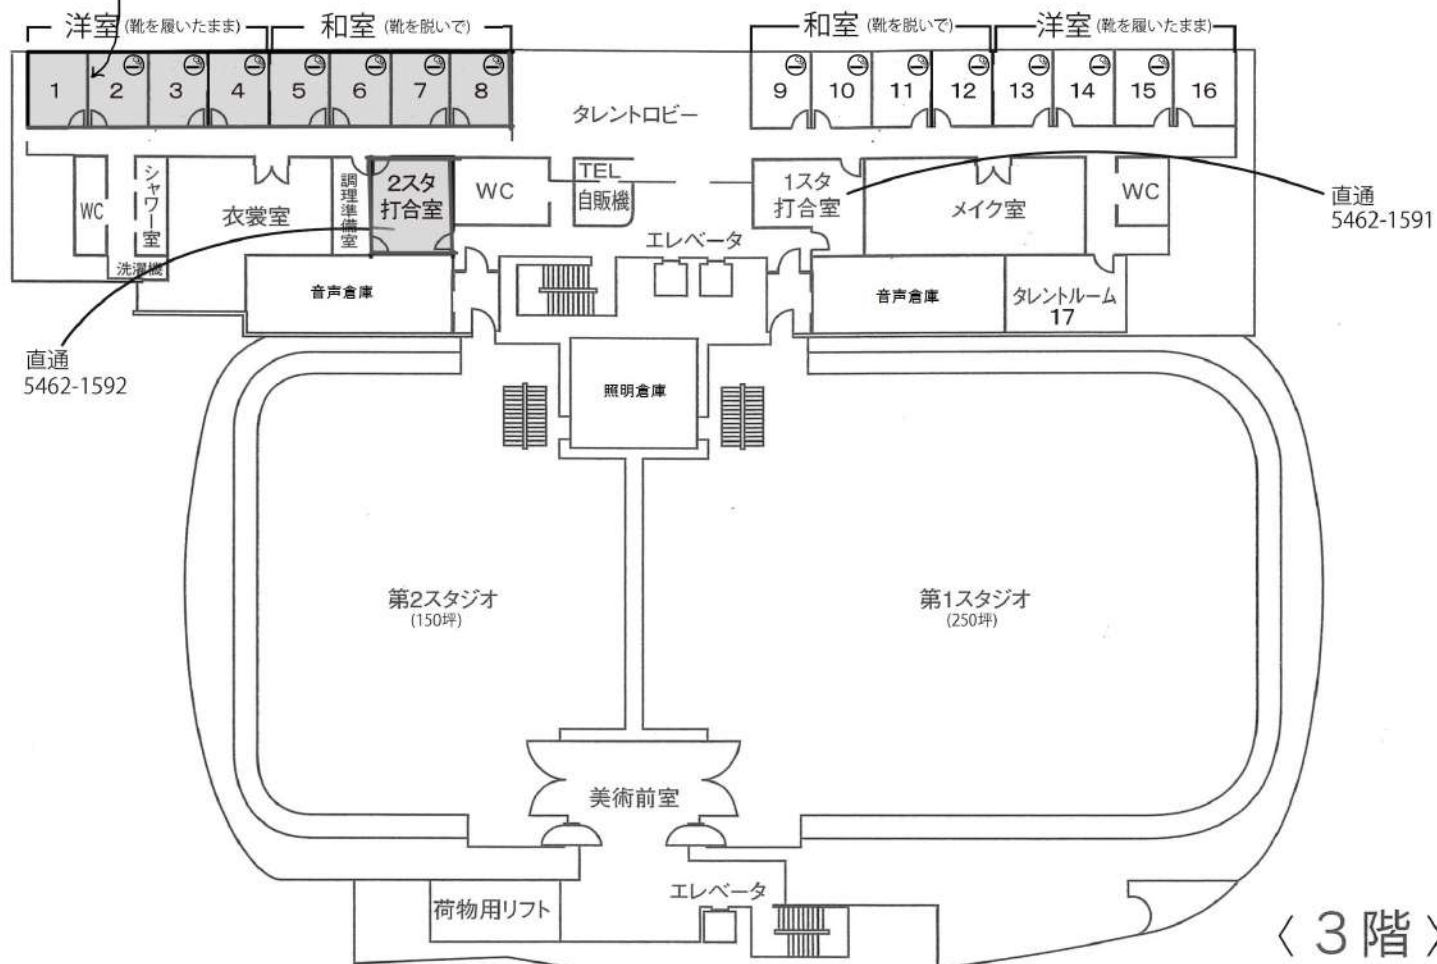 洋室 (靴を履いたまま)
和室 (靴を脱いで)
和室 (靴を脱いで)
洋室 (靴を履いたまま)
1
2
3
4
5
6
7
8
9
10
11
12
13
14
15
16
タレントロビー
WC
シャワー室
洗濯機
衣裳室
調理準備室
2スタ
打合室
WC
TEL
自販機
エレベータ
1スタ
打合室
メイク室
WC
直通
5462-1591
音声倉庫
音声倉庫
タレントルーム
17
直通
5462-1592
照明倉庫
第2スタジオ
(150坪)
第1スタジオ
(250坪)
美術前室
荷物用リフト
エレベータ
〈3階〉